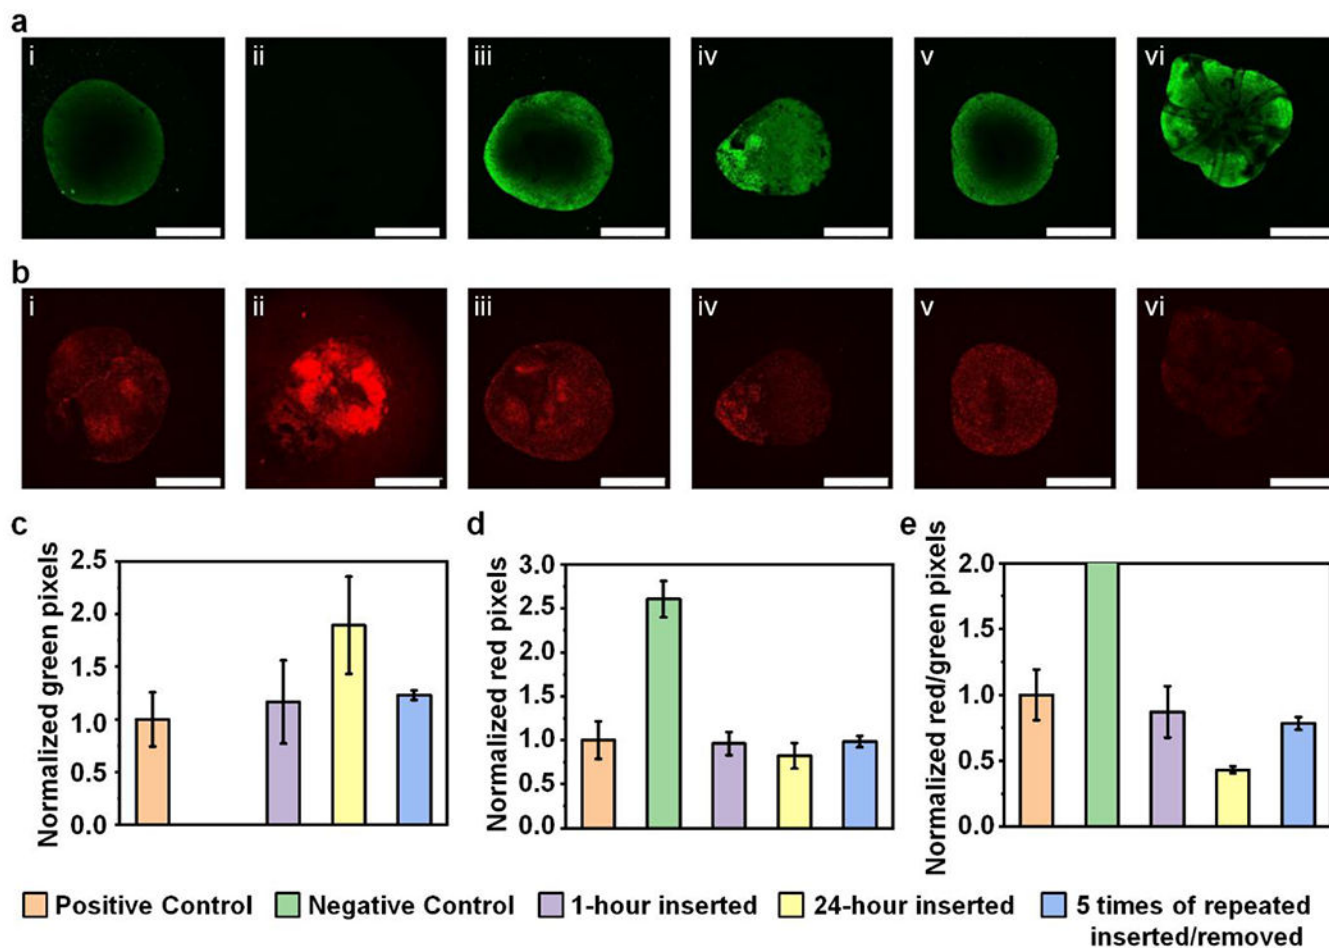 a
i
ii
iii
iv
v
vi
b
i
ii
iii
iv
v
vi
c
Normalized green pixels
2.5
2.0
1.5
1.0
0.5
0.0
d
Normalized red pixels
3.0
2.5
2.0
1.5
1.0
0.5
0.0
e
Normalized red/green pixels
2.0
1.5
1.0
0.5
0.0
Positive Control
Negative Control
1-hour inserted
24-hour inserted
5 times of repeated
inserted/removed